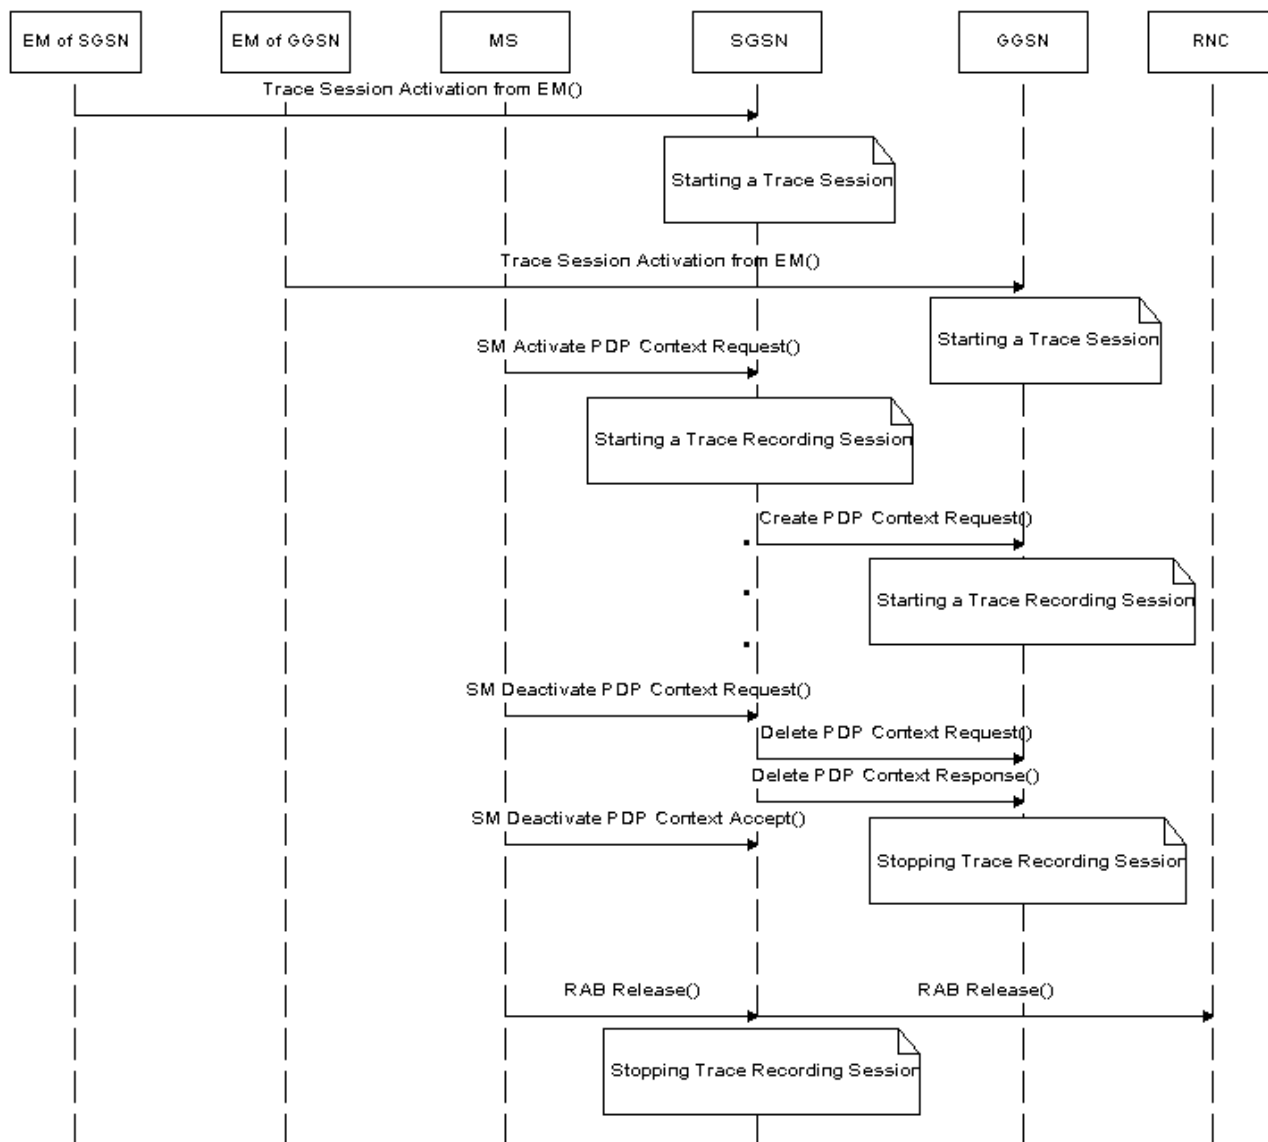 EM of SGSN
EM of GGSN
MS
SGSN
GGSN
RNC
Trace Session Activation from EM()
Starting a Trace Session
Trace Session Activation from EM()
Starting a Trace Session
SM Activate PDP Context Request()
Starting a Trace Recording Session
Create PDP Context Request()
Starting a Trace Recording Session
SM Deactivate PDP Context Request()
Delete PDP Context Request()
Delete PDP Context Response()
SM Deactivate PDP Context Accept()
Stopping Trace Recording Session
RAB Release()
RAB Release()
Stopping Trace Recording Session